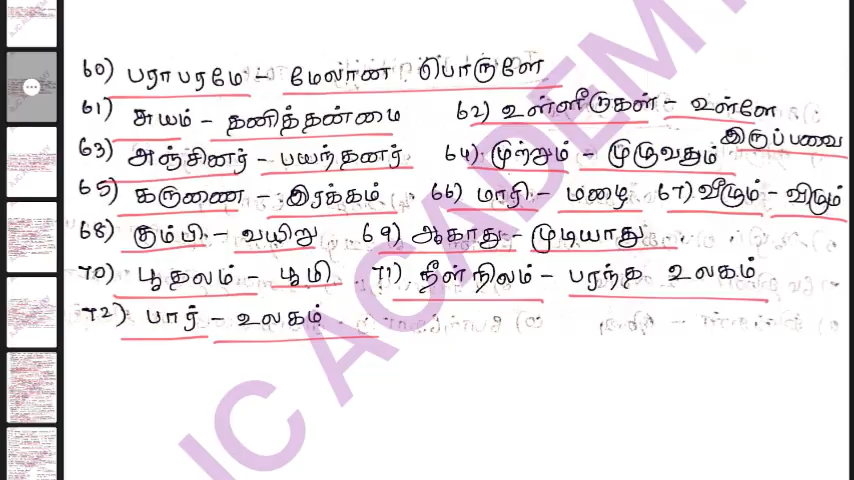 60) பராபரமே - மேலான பொருளே
61) சுயம் - தனித்தன்மை 62) உள்ளீடுகள் - உள்ளே இருப்பவை
63) அஞ்சினர் - பயந்தனர் 64) முற்றும் - முழுவதும்
65) கருணை - இரக்கம் 66) மாரி - மழை 67) வீடும் - விடும்
68) கும்பி - வயிறு 69) ஆகாது - முடியாது
70) பூதலம் - பூமி 71) நீள்நிலம் - பரந்த உலகம்
72) பார் - உலகம்
JC ACADEMY